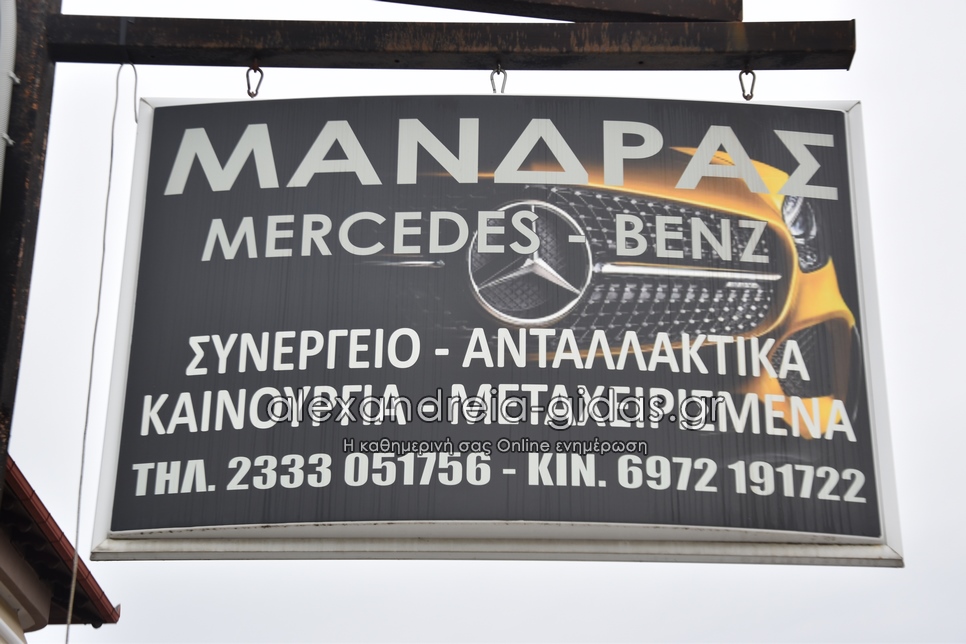 ΜΑΝΔΡΑΣ
MERCEDES - BENZ
ΣΥΝΕΡΓΕΙΟ - ΑΝΤΑΛΛΑΚΤΙΚΑ
ΚΑΙΝΟΥΡΓΙΑ - ΜΕΤΑΧΕΙΡΙΣΜΕΝΑ
alexandreia-gidas.gr
Η καθημερινή σας Online ενημέρωση
ΤΗΛ. 2333 051756 - ΚΙΝ. 6972 191722